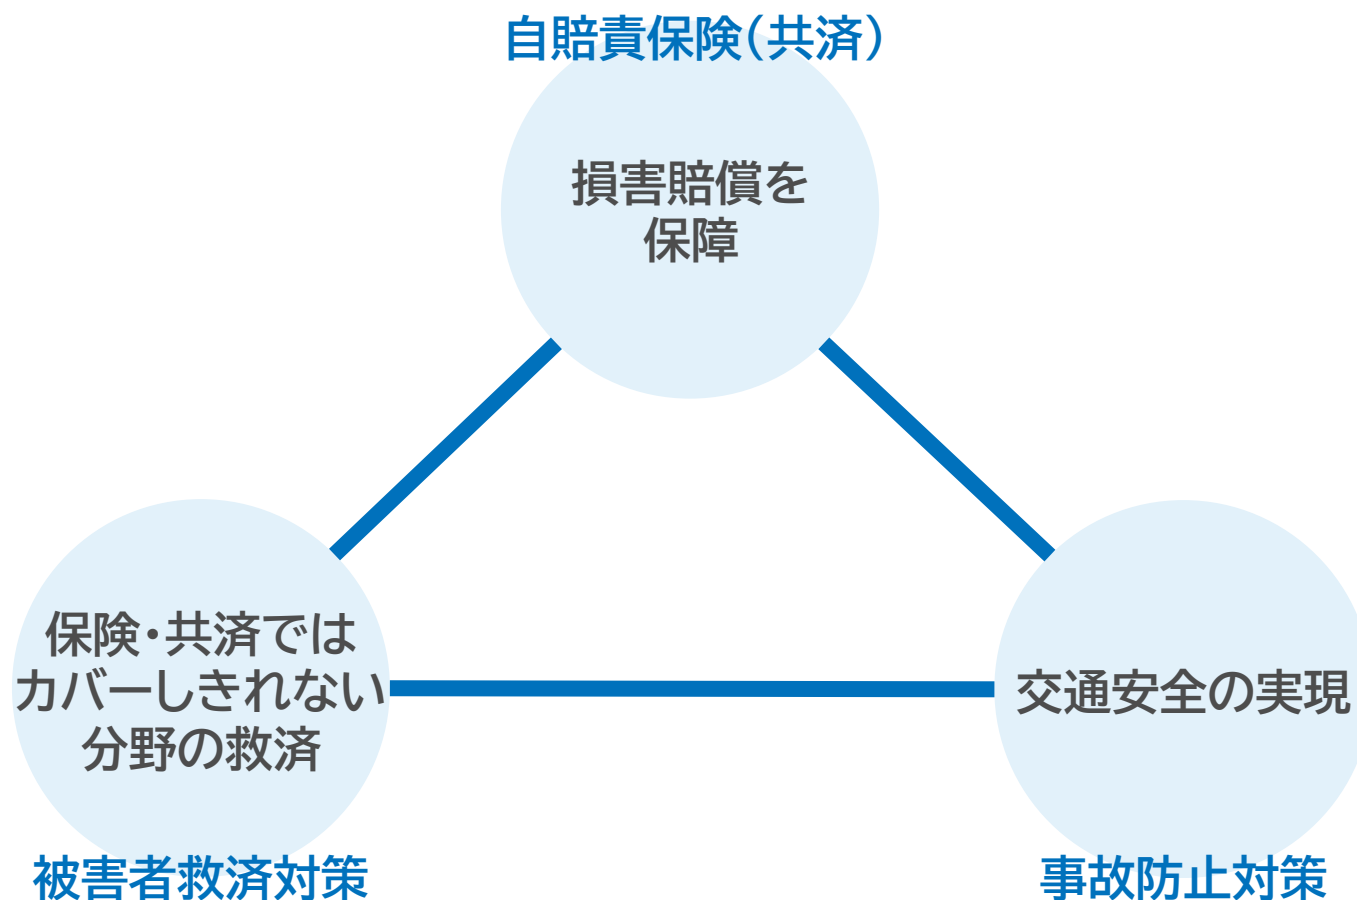 自賠責保険（共済）
損害賠償を
保障
保険・共済では
カバーしきれない
分野の救済
被害者救済対策
交通安全の実現
事故防止対策